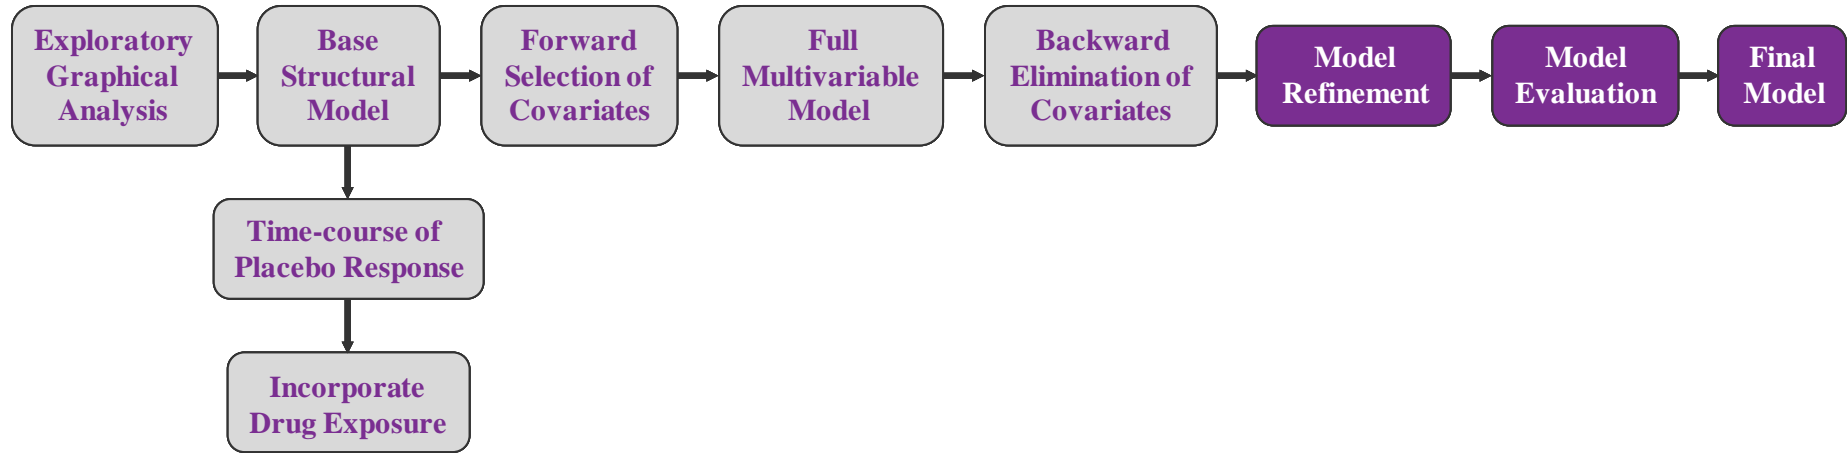 Exploratory
Graphical
Analysis
Base
Structural
Model
Forward
Selection of
Covariates
Full
Multivariable
Model
Backward
Elimination of
Covariates
Model
Refinement
Model
Evaluation
Final
Model
Time-course of
Placebo Response
Incorporate
Drug Exposure